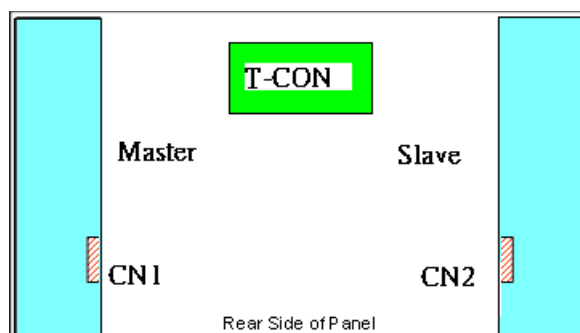 T-CON
Master
Slave
CN1
CN2
Rear Side of Panel